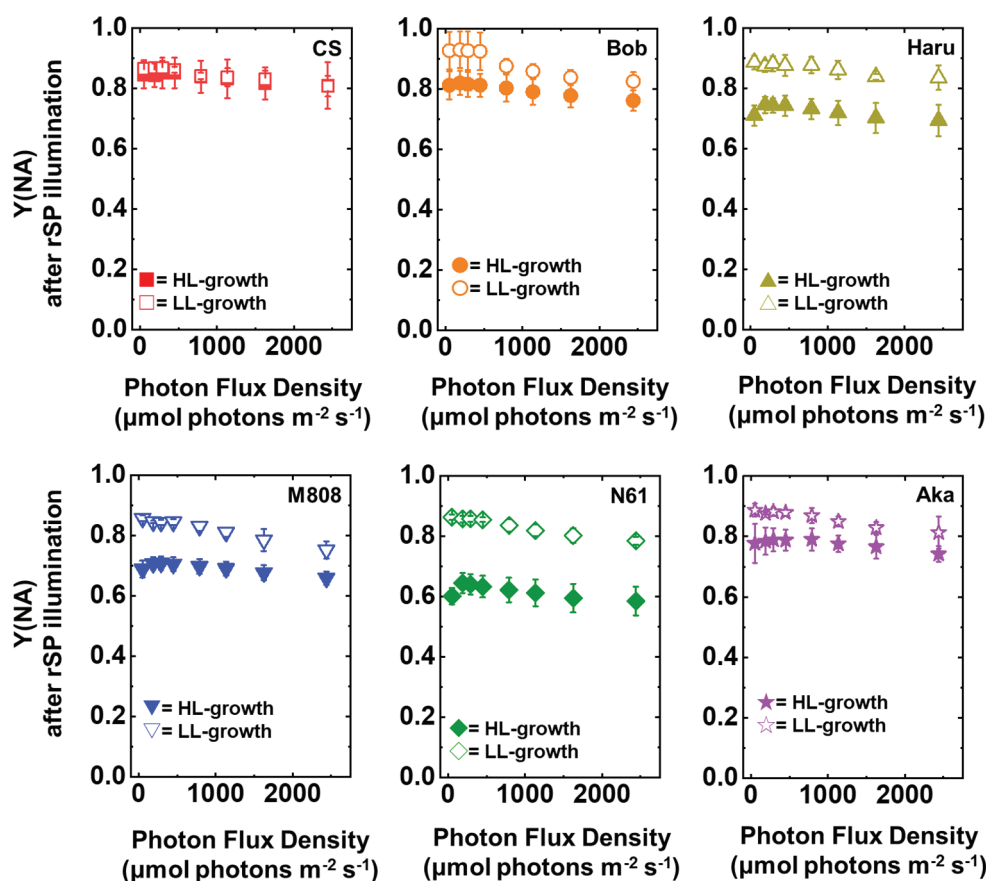 Y(NA)
after rSP illumination
1.0
0.8
0.6
0.4
0.2
0.0
CS
■= HL-growth
□= LL-growth
0 1000 2000
Photon Flux Density
(µmol photons m⁻² s⁻¹)
1.0
0.8
0.6
0.4
0.2
0.0
Bob
●= HL-growth
○= LL-growth
0 1000 2000
Photon Flux Density
(µmol photons m⁻² s⁻¹)
1.0
0.8
0.6
0.4
0.2
0.0
Haru
▲= HL-growth
△= LL-growth
0 1000 2000
Photon Flux Density
(µmol photons m⁻² s⁻¹)
Y(NA)
after rSP illumination
1.0
0.8
0.6
0.4
0.2
0.0
M808
▼= HL-growth
▽= LL-growth
0 1000 2000
Photon Flux Density
(µmol photons m⁻² s⁻¹)
1.0
0.8
0.6
0.4
0.2
0.0
N61
◆= HL-growth
◇= LL-growth
0 1000 2000
Photon Flux Density
(µmol photons m⁻² s⁻¹)
1.0
0.8
0.6
0.4
0.2
0.0
Aka
★= HL-growth
☆= LL-growth
0 1000 2000
Photon Flux Density
(µmol photons m⁻² s⁻¹)